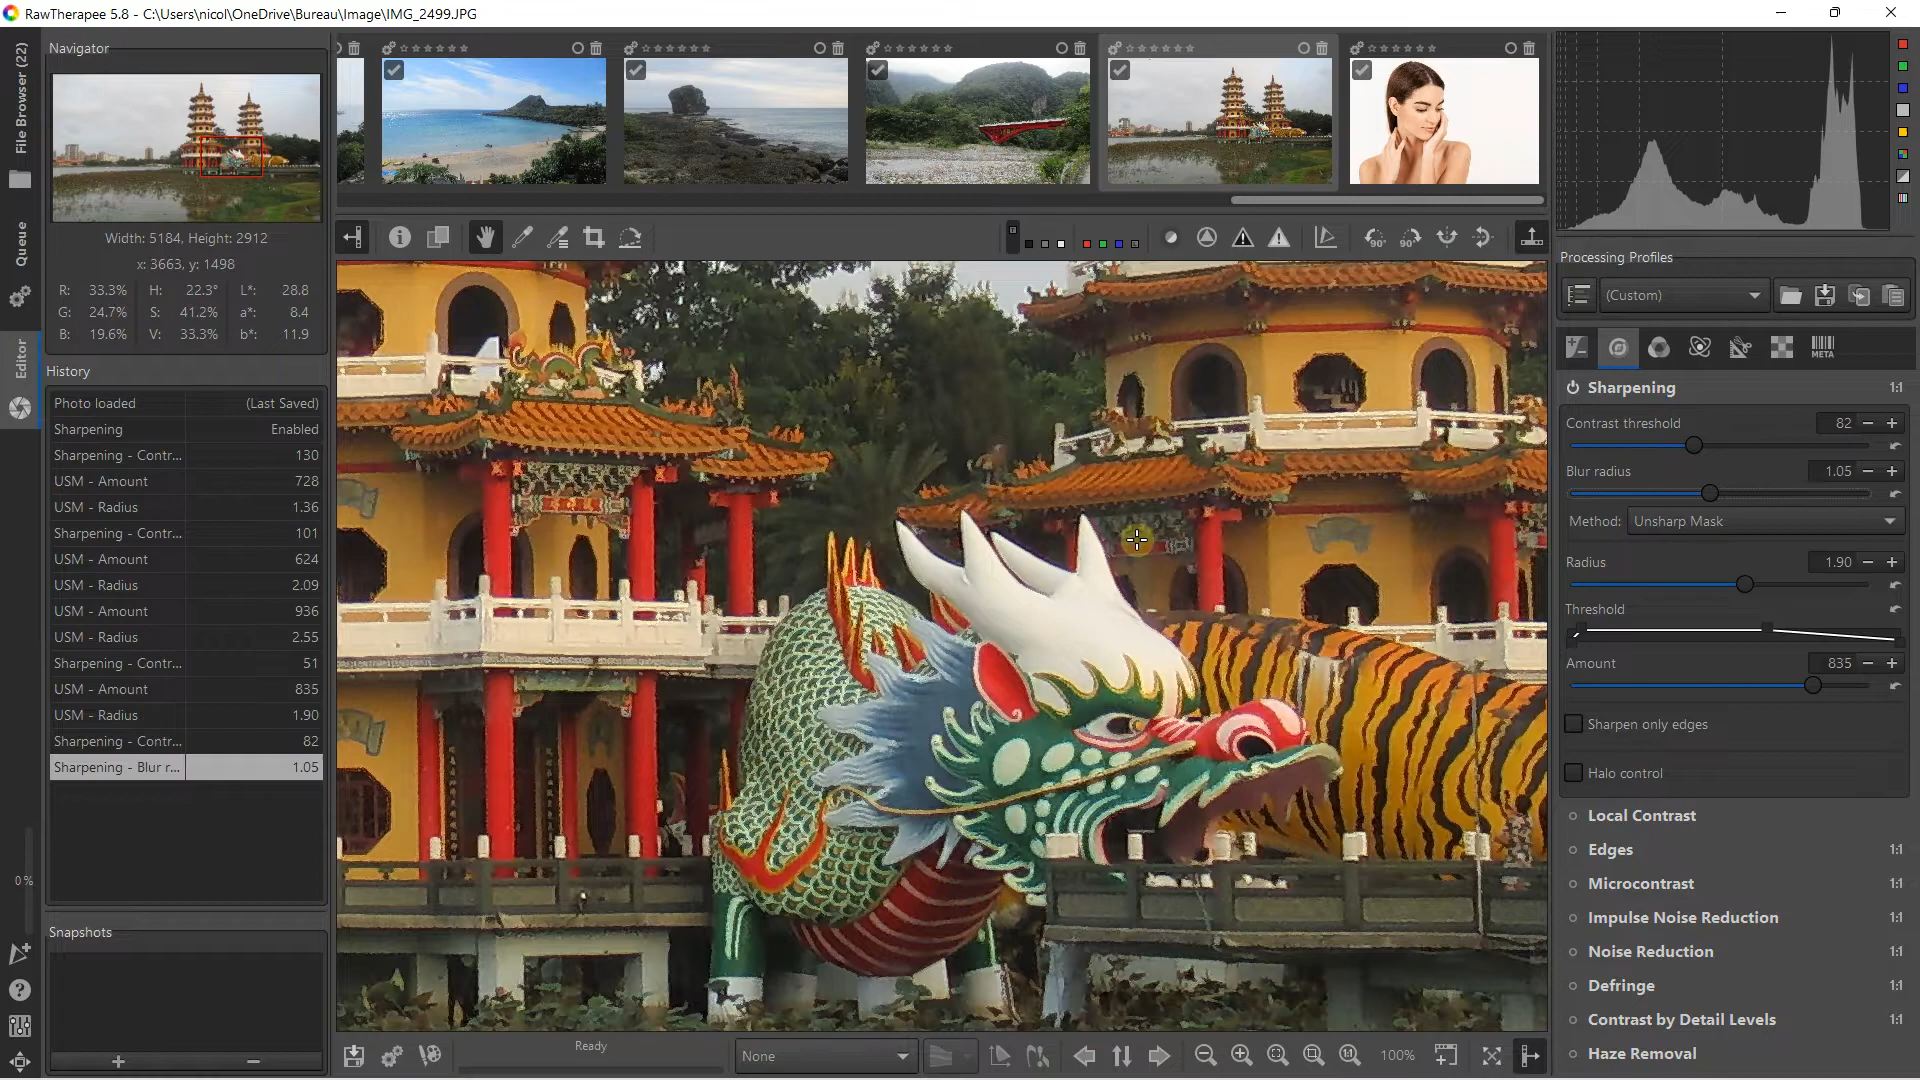 RawTherapee 5.8 - C:\Users\nicol\OneDrive\Bureau\Image\IMG_2499.JPG
File Browser (22)
Queue
Editor
0 %
Navigator
Width: 5184, Height: 2912
x: 3663, y: 1498
R: 33.3% H: 22.3° L*: 28.8
G: 24.7% S: 41.2% a*: 8.4
B: 19.6% V: 33.3% b*: 11.9
History
Photo loaded (Last Saved)
Sharpening Enabled
Sharpening - Contr... 130
USM - Amount 728
USM - Radius 1.36
Sharpening - Contr... 101
USM - Amount 624
USM - Radius 2.09
USM - Amount 936
USM - Radius 2.55
Sharpening - Contr... 51
USM - Amount 835
USM - Radius 1.90
Sharpening - Contr... 82
Sharpening - Blur r... 1.05
Snapshots
90° 90°
Ready
None
1:1
100%
Processing Profiles
(Custom)
META
Sharpening 1:1
Contrast threshold 82
Blur radius 1.05
Method: Unsharp Mask
Radius 1.90
Threshold
Amount 835
Sharpen only edges
Halo control
Local Contrast
Edges 1:1
Microcontrast 1:1
Impulse Noise Reduction 1:1
Noise Reduction 1:1
Defringe 1:1
Contrast by Detail Levels 1:1
Haze Removal